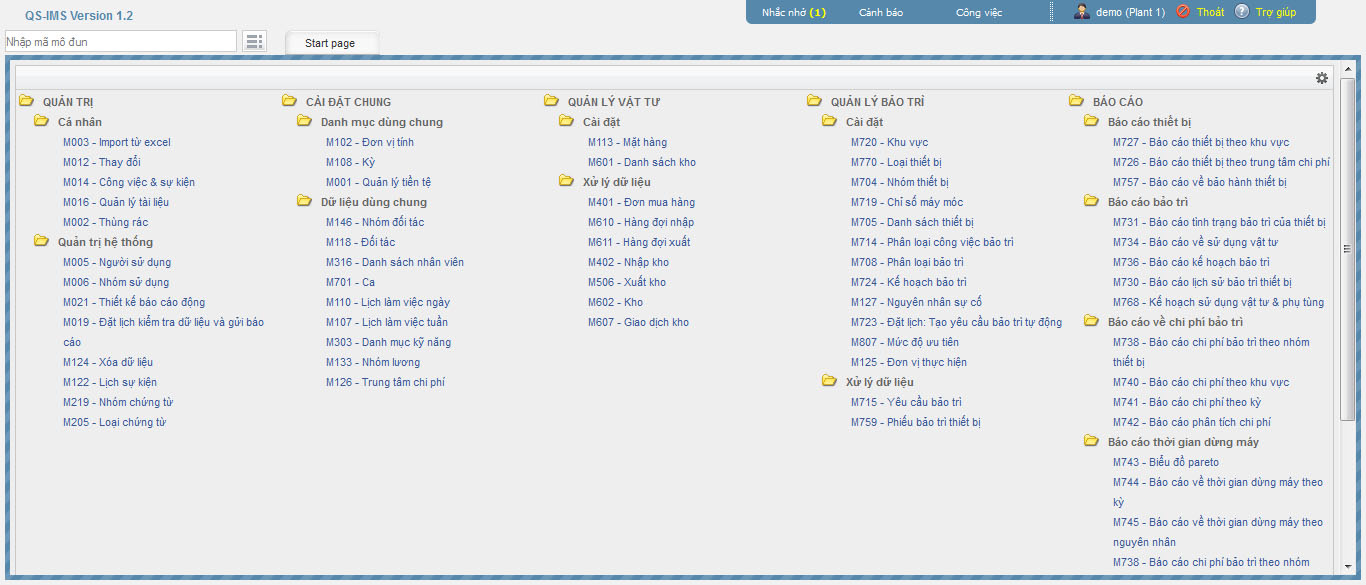 QS-IMS Version 1.2
Nhắc nhở (1)
Cảnh báo
Công việc
demo (Plant 1)
Thoát
Trợ giúp
Nhập mã mô đun
Start page
QUẢN TRỊ
Cá nhân
M003 - Import từ excel
M012 - Thay đổi
M014 - Công việc & sự kiện
M016 - Quản lý tài liệu
M002 - Thùng rác
Quản trị hệ thống
M005 - Người sử dụng
M006 - Nhóm sử dụng
M021 - Thiết kế báo cáo động
M019 - Đặt lịch kiểm tra dữ liệu và gửi báo
cáo
M124 - Xóa dữ liệu
M122 - Lịch sự kiện
M219 - Nhóm chứng từ
M205 - Loại chứng từ
CÀI ĐẶT CHUNG
Danh mục dùng chung
M102 - Đơn vị tính
M108 - Kỳ
M001 - Quản lý tiền tệ
Dữ liệu dùng chung
M146 - Nhóm đối tác
M118 - Đối tác
M316 - Danh sách nhân viên
M701 - Ca
M110 - Lịch làm việc ngày
M107 - Lịch làm việc tuần
M303 - Danh mục kỹ năng
M133 - Nhóm lương
M126 - Trung tâm chi phí
QUẢN LÝ VẬT TƯ
Cài đặt
M113 - Mặt hàng
M601 - Danh sách kho
Xử lý dữ liệu
M401 - Đơn mua hàng
M610 - Hàng đợi nhập
M611 - Hàng đợi xuất
M402 - Nhập kho
M506 - Xuất kho
M602 - Kho
M607 - Giao dịch kho
QUẢN LÝ BẢO TRÌ
Cài đặt
M720 - Khu vực
M770 - Loại thiết bị
M704 - Nhóm thiết bị
M719 - Chỉ số máy móc
M705 - Danh sách thiết bị
M714 - Phân loại công việc bảo trì
M708 - Phân loại bảo trì
M724 - Kế hoạch bảo trì
M127 - Nguyên nhân sự cố
M723 - Đặt lịch: Tạo yêu cầu bảo trì tự động
M807 - Mức độ ưu tiên
M125 - Đơn vị thực hiện
Xử lý dữ liệu
M715 - Yêu cầu bảo trì
M759 - Phiếu bảo trì thiết bị
BÁO CÁO
Báo cáo thiết bị
M727 - Báo cáo thiết bị theo khu vực
M726 - Báo cáo thiết bị theo trung tâm chi phí
M757 - Báo cáo về bảo hành thiết bị
Báo cáo bảo trì
M731 - Báo cáo tình trạng bảo trì của thiết bị
M734 - Báo cáo về sử dụng vật tư
M736 - Báo cáo kế hoạch bảo trì
M730 - Báo cáo lịch sử bảo trì thiết bị
M768 - Kế hoạch sử dụng vật tư & phụ tùng
Báo cáo về chi phí bảo trì
M738 - Báo cáo chi phí bảo trì theo nhóm
thiết bị
M740 - Báo cáo chi phí theo khu vực
M741 - Báo cáo chi phí theo kỳ
M742 - Báo cáo phân tích chi phí
Báo cáo thời gian dừng máy
M743 - Biểu đồ pareto
M744 - Báo cáo về thời gian dừng máy theo
kỳ
M745 - Báo cáo về thời gian dừng máy theo
nguyên nhân
M738 - Báo cáo chi phí bảo trì theo nhóm